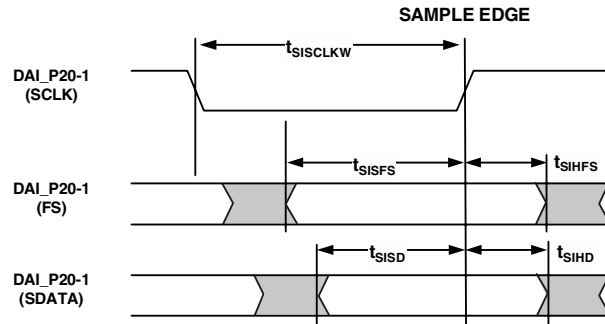 SAMPLE EDGE
tSISCLKW
DAI_P20-1
(SCLK)
tSISFS
tSIHFS
DAI_P20-1
(FS)
tSISD
tSIHD
DAI_P20-1
(SDATA)